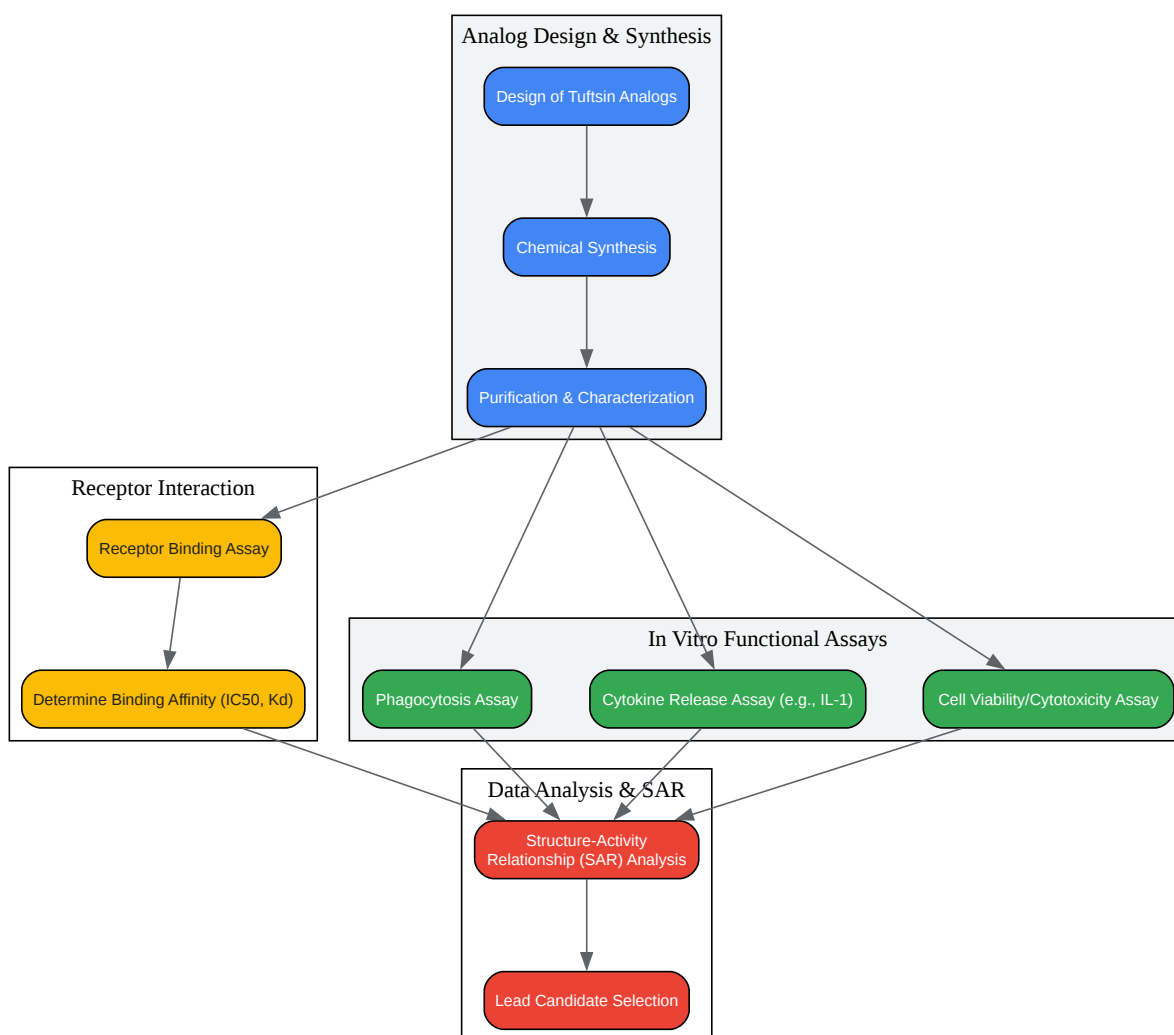 Analog Design & Synthesis
Design of Tuftsin Analogs
Chemical Synthesis
Purification & Characterization
Receptor Interaction
Receptor Binding Assay
Determine Binding Affinity (IC50, Kd)
In Vitro Functional Assays
Phagocytosis Assay
Cytokine Release Assay (e.g., IL-1)
Cell Viability/Cytotoxicity Assay
Data Analysis & SAR
Structure-Activity
Relationship (SAR) Analysis
Lead Candidate Selection